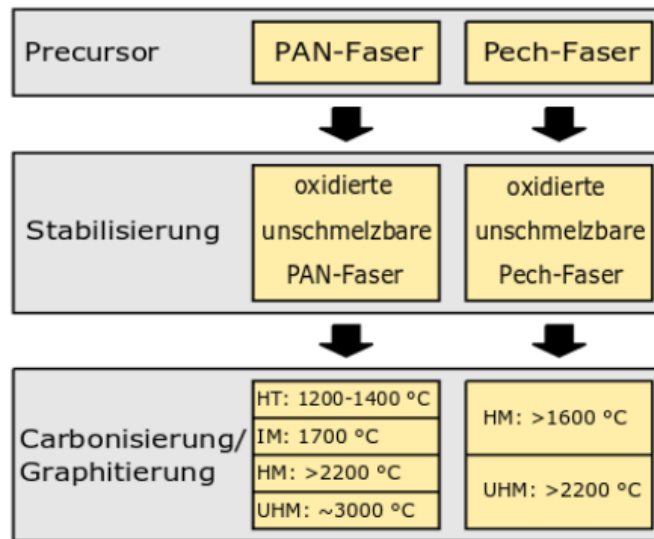 Precursor
PAN-Faser
Pech-Faser
Stabilisierung
oxidierte
unschmelzbare
PAN-Faser
oxidierte
unschmelzbare
Pech-Faser
Carbonisierung/
Graphitierung
HT: 1200-1400 °C
IM: 1700 °C
HM: >2200 °C
UHM: ~3000 °C
HM: >1600 °C
UHM: >2200 °C